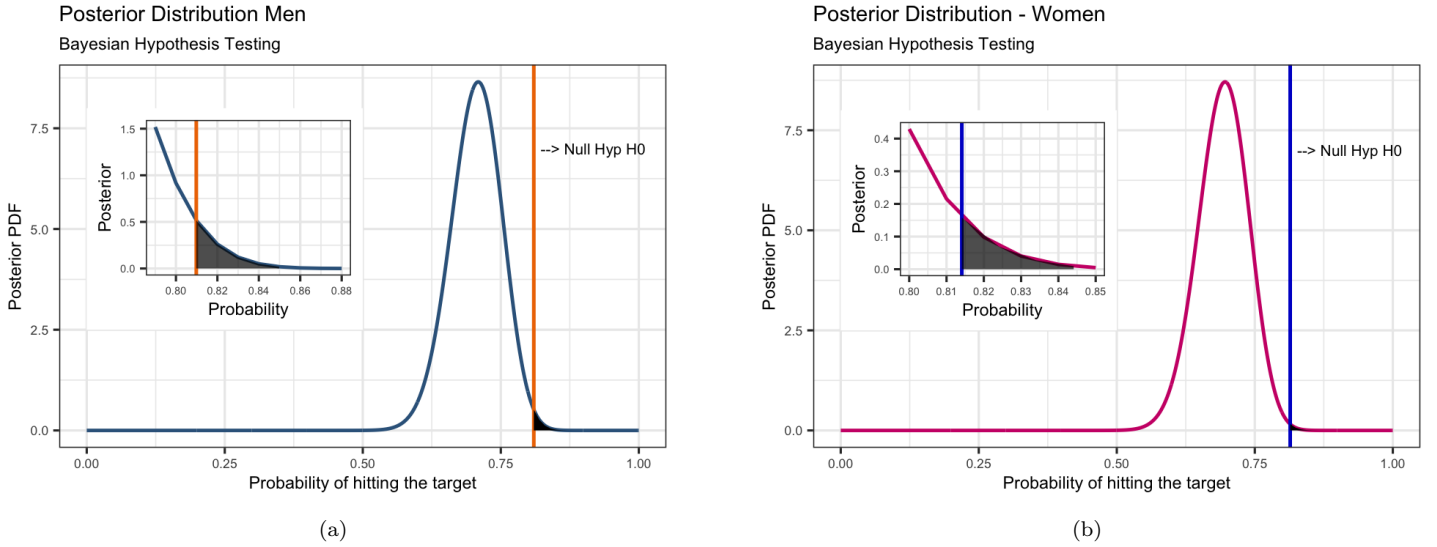 Posterior Distribution Men
Bayesian Hypothesis Testing
Posterior PDF
7.5
5.0
2.5
0.0
0.00
0.25
0.50
0.75
1.00
Probability of hitting the target
--> Null Hyp H0
Posterior
1.5
1.0
0.5
0.0
0.80
0.82
0.84
0.86
0.88
Probability
(a)
Posterior Distribution - Women
Bayesian Hypothesis Testing
Posterior PDF
7.5
5.0
2.5
0.0
0.00
0.25
0.50
0.75
1.00
Probability of hitting the target
--> Null Hyp H0
Posterior
0.4
0.3
0.2
0.1
0.0
0.80
0.81
0.82
0.83
0.84
0.85
Probability
(b)